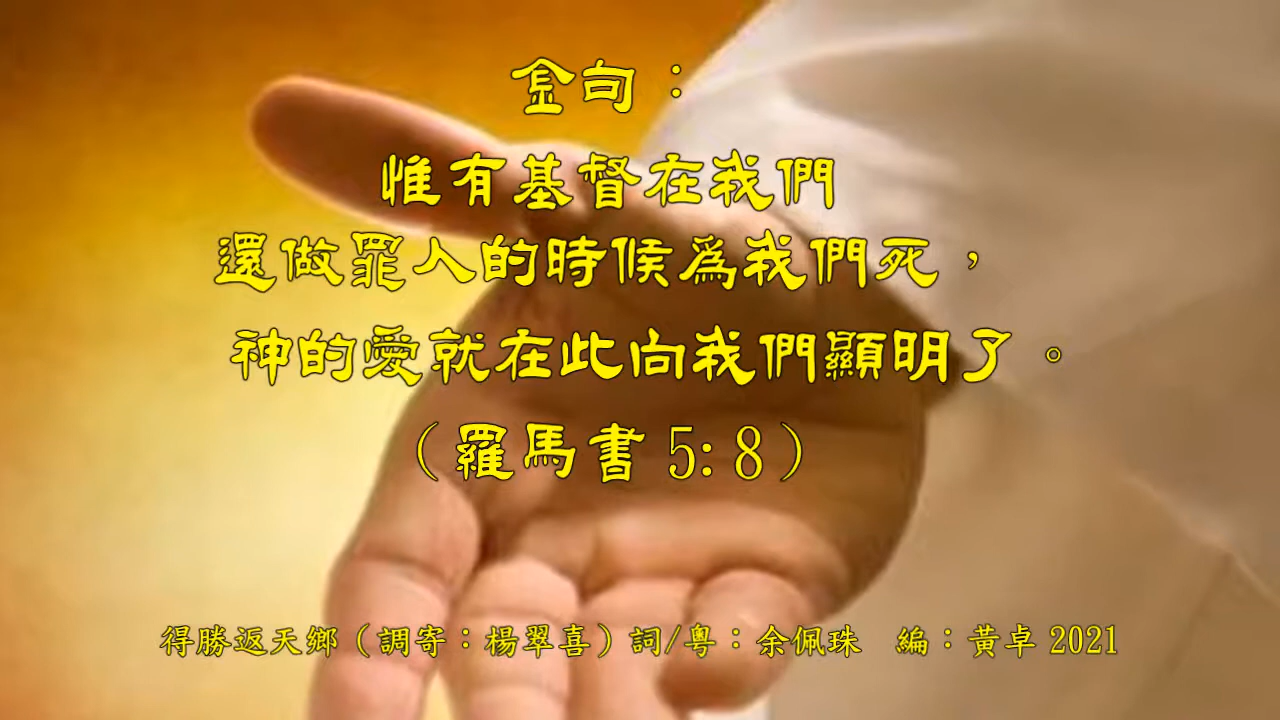 金句：
惟有基督在我們
還做罪人的時候為我們死，
神的愛就在此向我們顯明了。
（羅馬書 5:8）
得勝返天鄉（調寄：楊翠喜）詞/粵：余佩珠　編：黃卓 2021